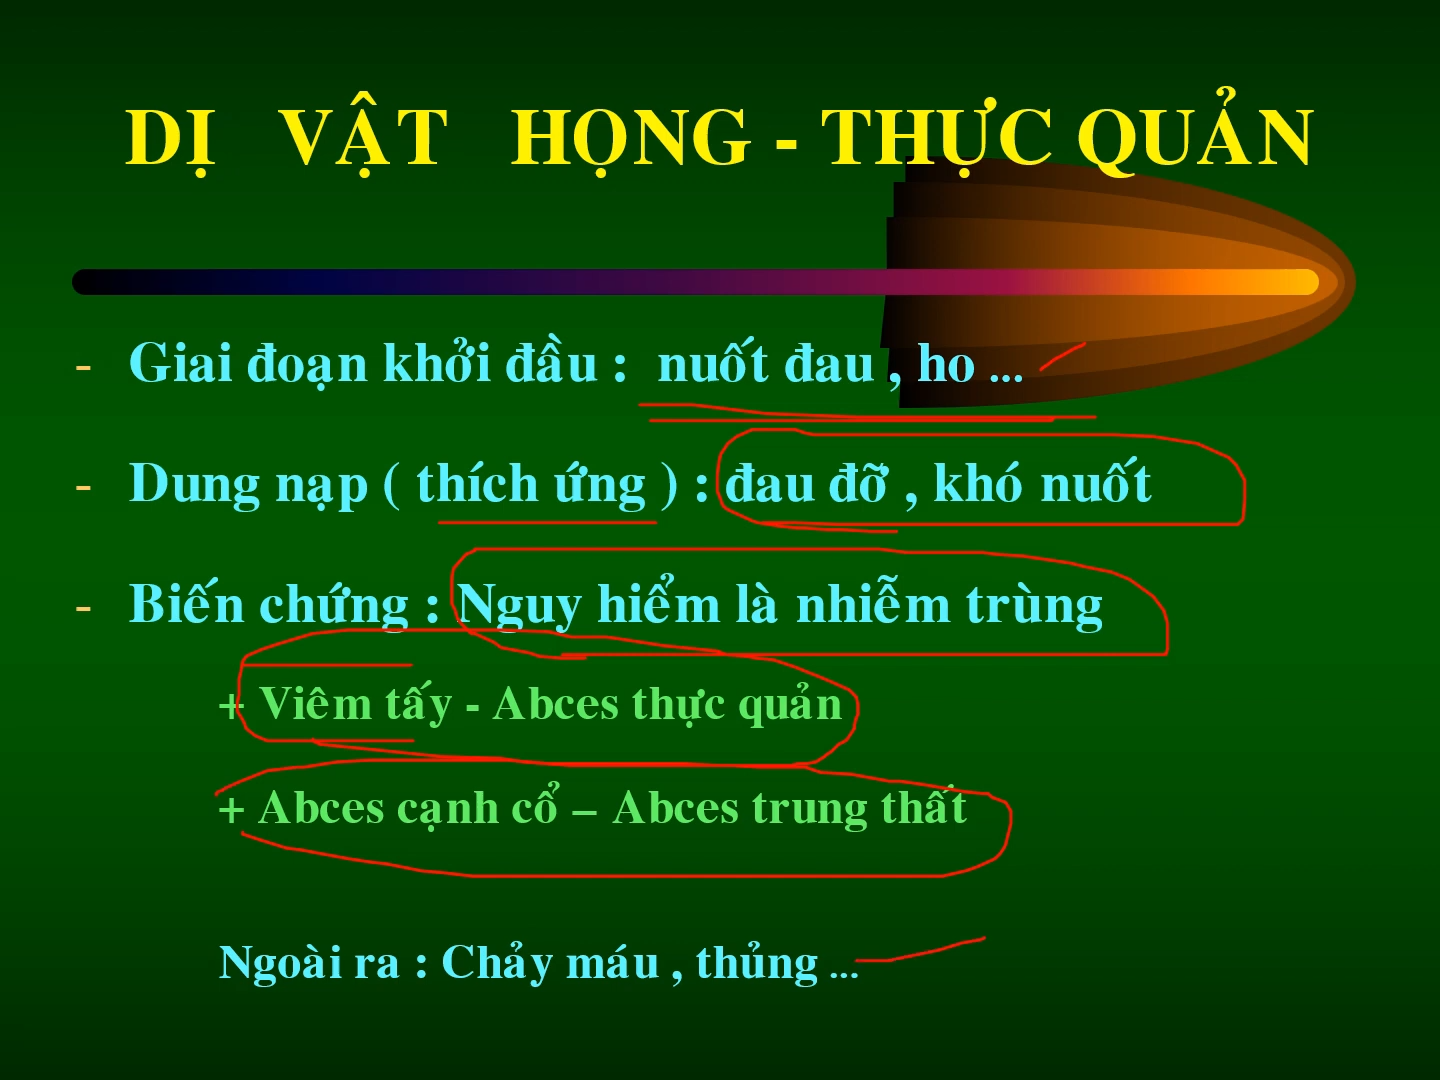 DỊ VẬT HỌNG - THỰC QUẢN
- Giai đoạn khởi đầu : nuốt đau , ho ...
- Dung nạp ( thích ứng ) : đau đỡ , khó nuốt
- Biến chứng : Nguy hiểm là nhiễm trùng
+ Viêm tấy - Abces thực quản
+ Abces cạnh cổ – Abces trung thất
Ngoài ra : Chảy máu , thủng ...